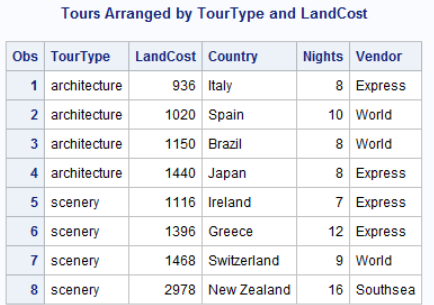 Tours Arranged by TourType and LandCost
Obs TourType LandCost Country Nights Vendor
1 architecture 936 Italy 8 Express
2 architecture 1020 Spain 10 World
3 architecture 1150 Brazil 8 World
4 architecture 1440 Japan 8 Express
5 scenery 1116 Ireland 7 Express
6 scenery 1396 Greece 12 Express
7 scenery 1468 Switzerland 9 World
8 scenery 2978 New Zealand 16 Southsea